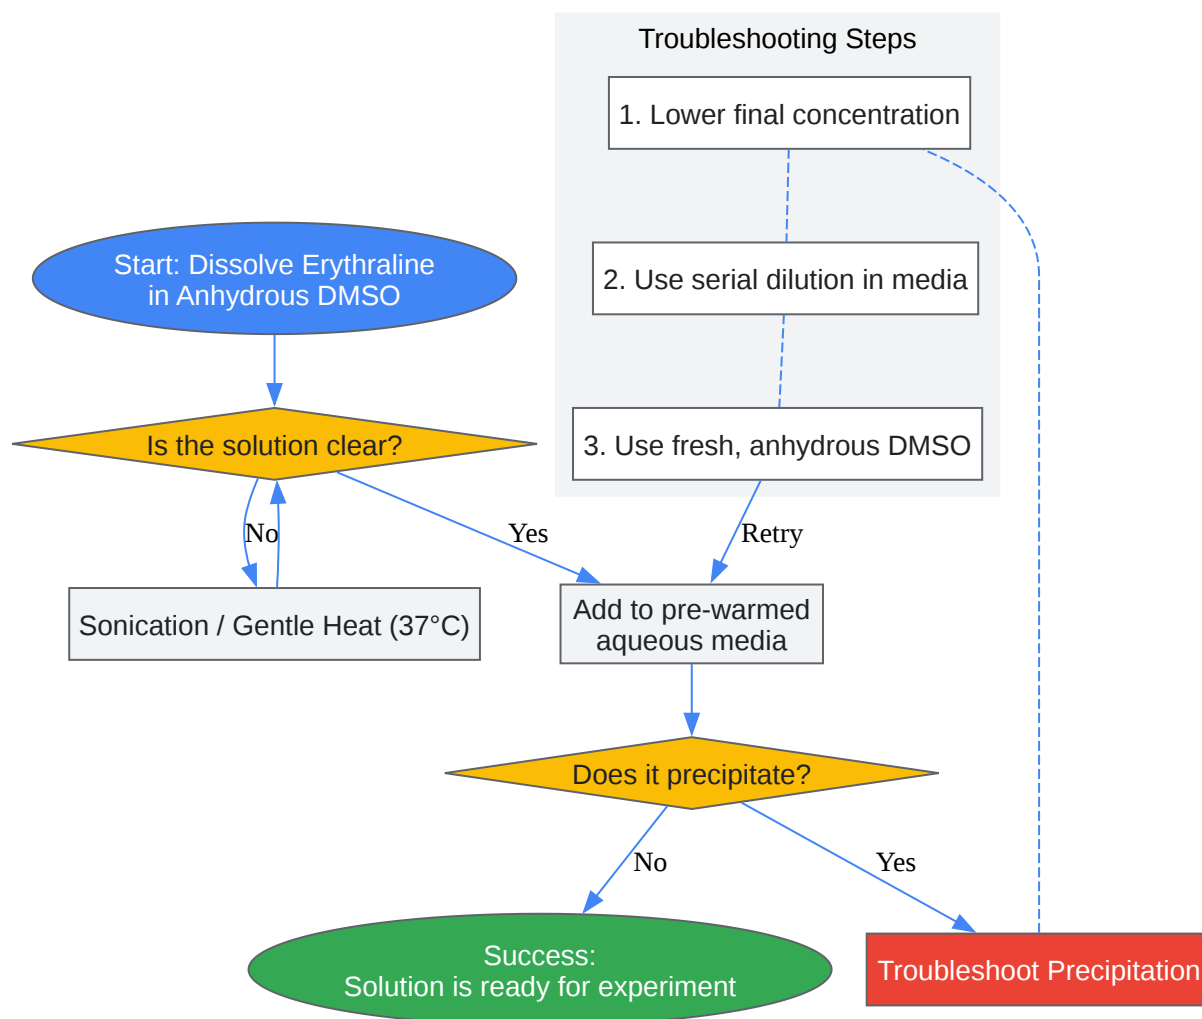 Troubleshooting Steps
1. Lower final concentration
2. Use serial dilution in media
3. Use fresh, anhydrous DMSO
Start: Dissolve Erythraline
in Anhydrous DMSO
Is the solution clear?
No
Yes
Retry
Sonication / Gentle Heat (37°C)
Add to pre-warmed
aqueous media
Does it precipitate?
No
Yes
Success:
Solution is ready for experiment
Troubleshoot Precipitation